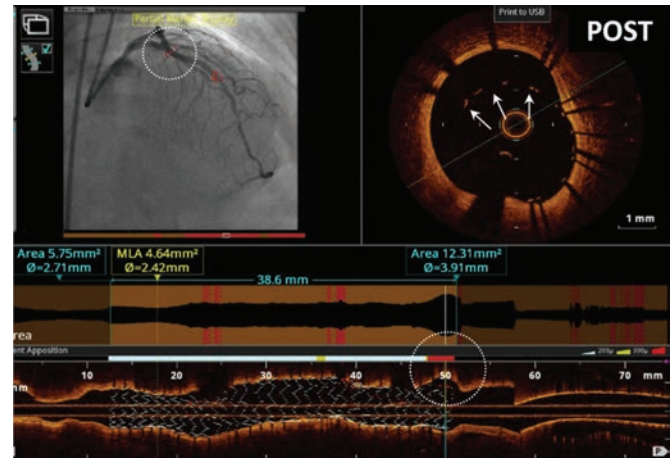 Print to USB
POST
1 mm
Area 5.75mm²
Ø=2.71mm
MLA 4.64mm²
Ø=2.42mm
Area 12.31mm²
Ø=3.91mm
38.6 mm
rea
ent Apposition
mm
10
20
30
40
50
60
70